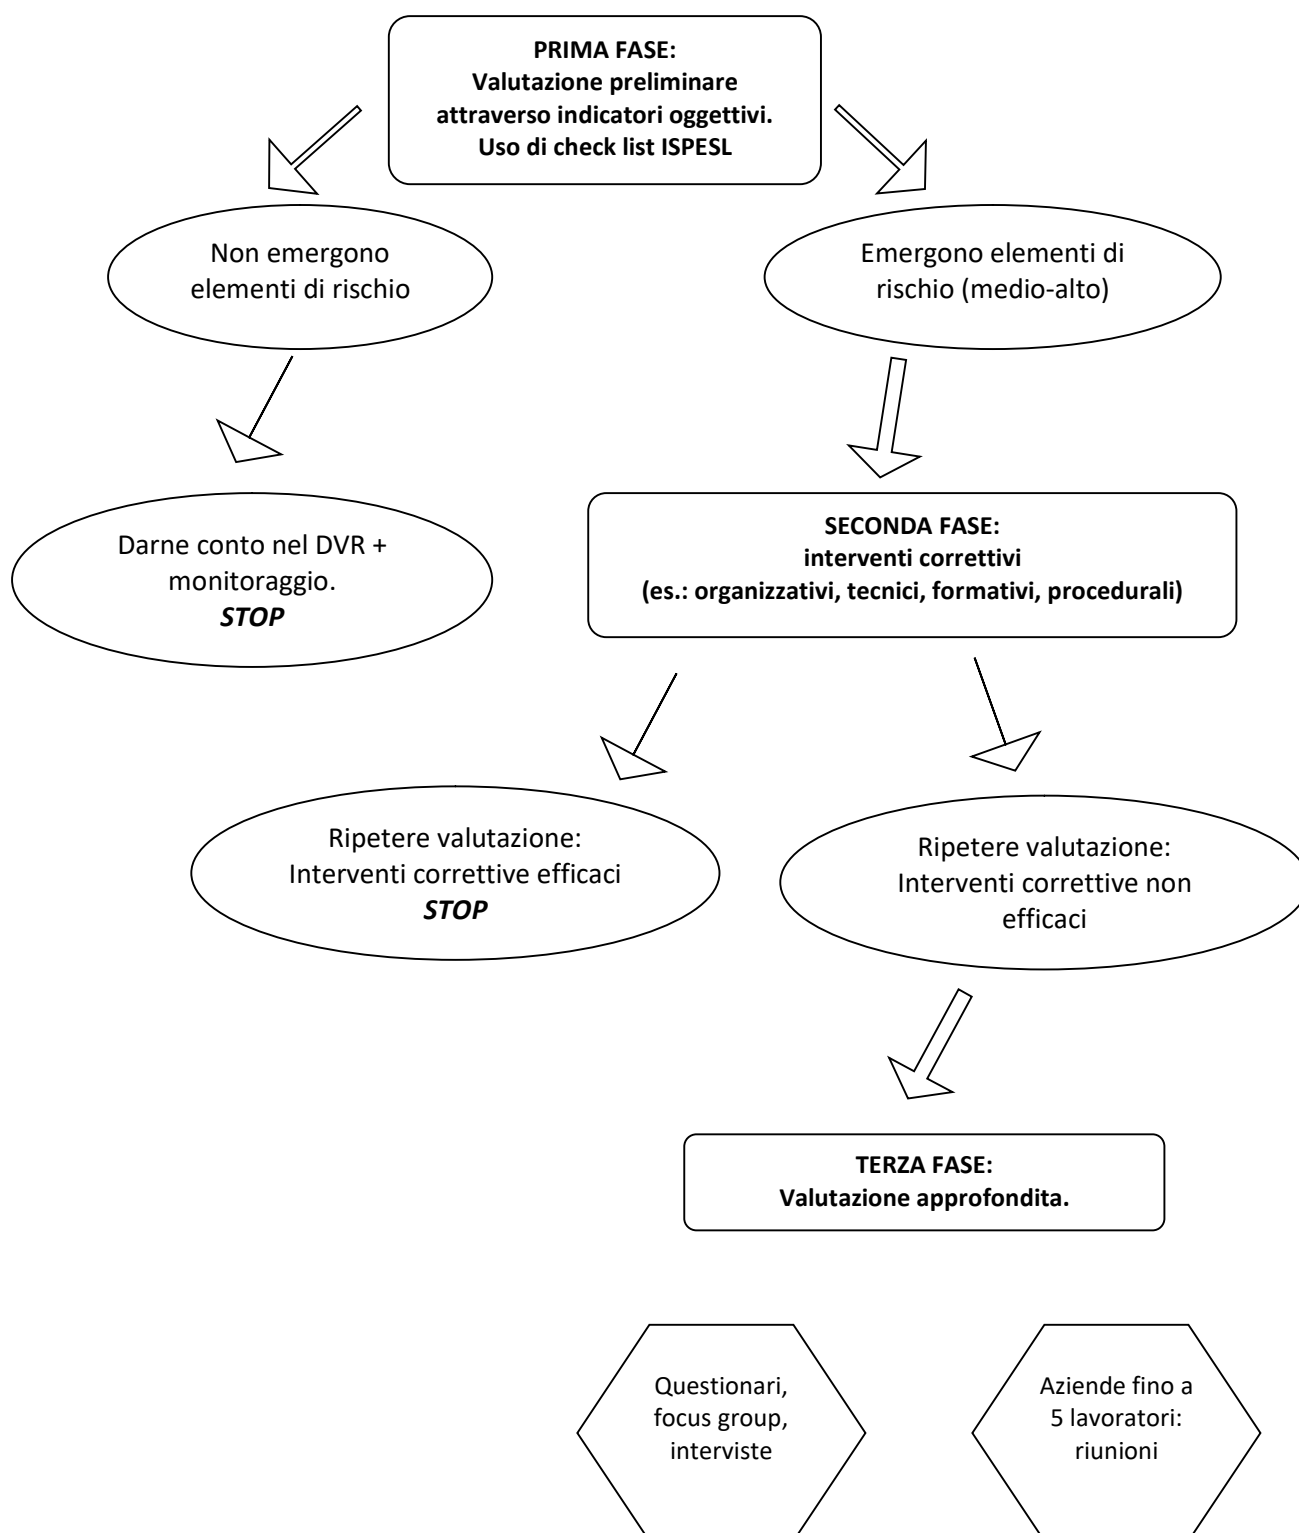 PRIMA FASE:
Valutazione preliminare
attraverso indicatori oggettivi.
Uso di check list ISPESL
Non emergono
elementi di rischio
Emergono elementi di
rischio (medio-alto)
Darne conto nel DVR +
monitoraggio.
STOP
SECONDA FASE:
interventi correttivi
(es.: organizzativi, tecnici, formativi, procedurali)
Ripetere valutazione:
Interventi correttive efficaci
STOP
Ripetere valutazione:
Interventi correttive non
efficaci
TERZA FASE:
Valutazione approfondita.
Questionari,
focus group,
interviste
Aziende fino a
5 lavoratori:
riunioni